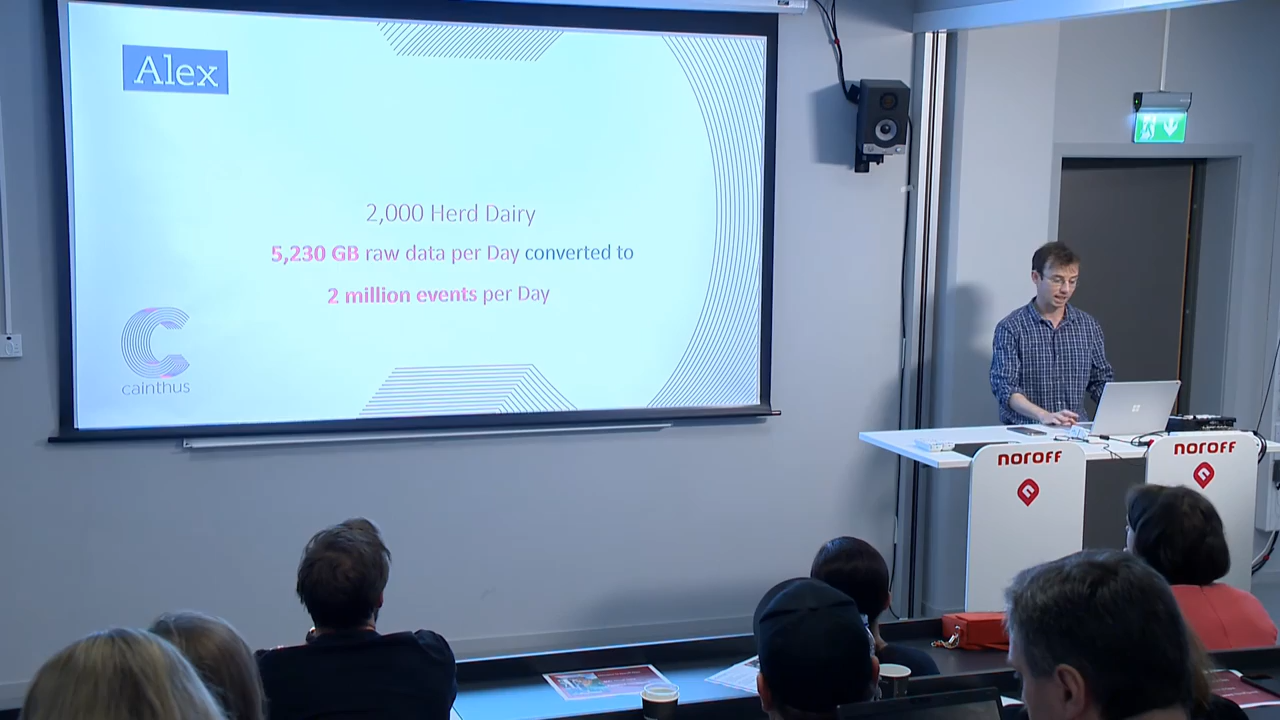 Alex
2,000 Herd Dairy
5,230 GB raw data per Day converted to
2 million events per Day
cainthus
noroff
noroff